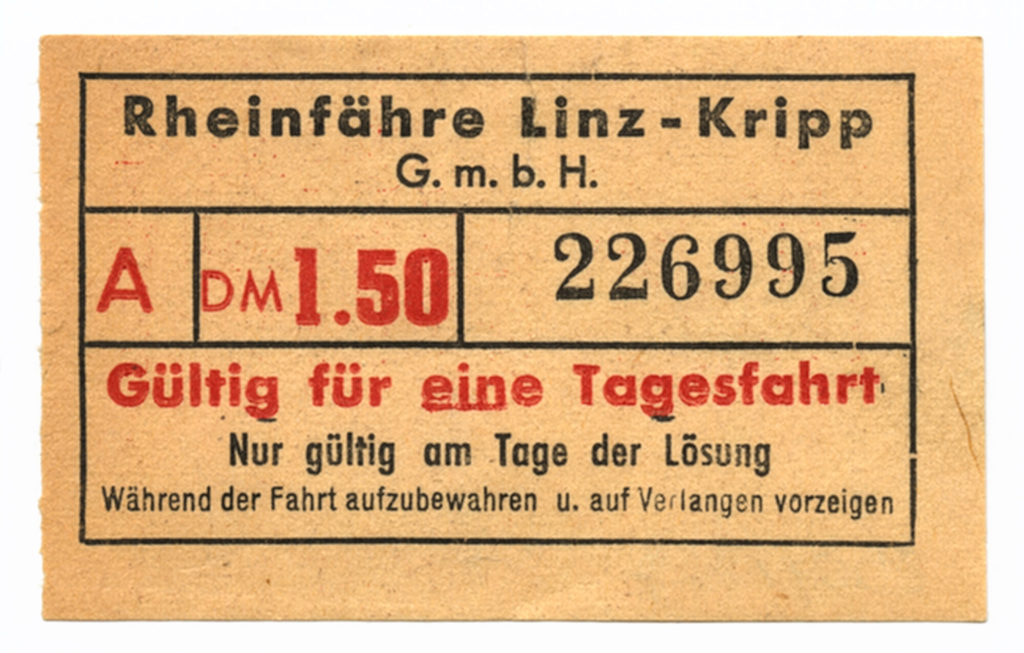 Rheinfähre Linz-Kripp
G. m. b. H.
A DM 1.50 226995
Gültig für eine Tagesfahrt
Nur gültig am Tage der Lösung
Während der Fahrt aufzubewahren u. auf Verlangen vorzeigen